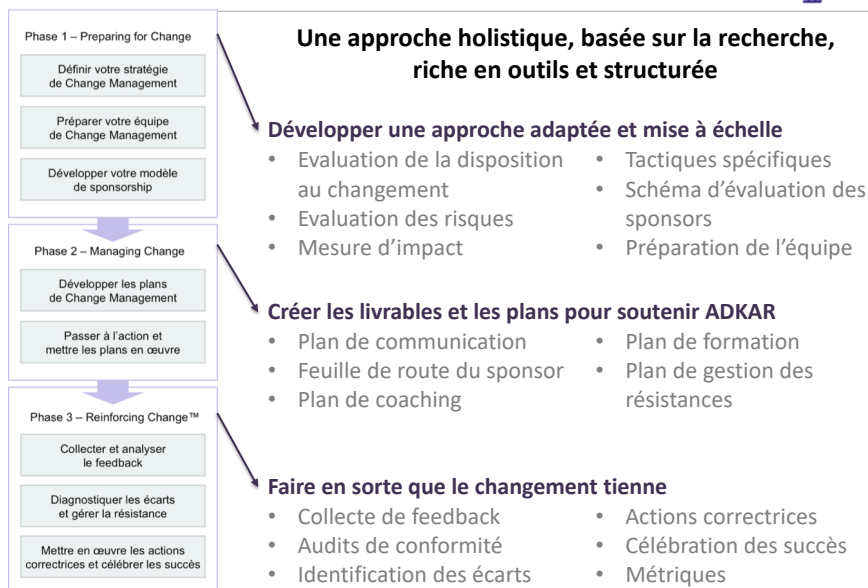 Phase 1 – Preparing for Change
Définir votre stratégie
de Change Management
Préparer votre équipe
de Change Management
Développer votre modèle
de sponsorship
Phase 2 – Managing Change
Développer les plans
de Change Management
Passer à l'action et
mettre les plans en œuvre
Phase 3 – Reinforcing Change™
Collecter et analyser
le feedback
Diagnostiquer les écarts
et gérer la résistance
Mettre en œuvre les actions
correctrices et célébrer les succès
Une approche holistique, basée sur la recherche,
riche en outils et structurée
Développer une approche adaptée et mise à échelle
• Evaluation de la disposition
au changement
• Evaluation des risques
• Mesure d'impact
• Tactiques spécifiques
• Schéma d'évaluation des
sponsors
• Préparation de l'équipe
Créer les livrables et les plans pour soutenir ADKAR
• Plan de communication
• Feuille de route du sponsor
• Plan de coaching
• Plan de formation
• Plan de gestion des
résistances
Faire en sorte que le changement tienne
• Collecte de feedback
• Audits de conformité
• Identification des écarts
• Actions correctrices
• Célébration des succès
• Métriques